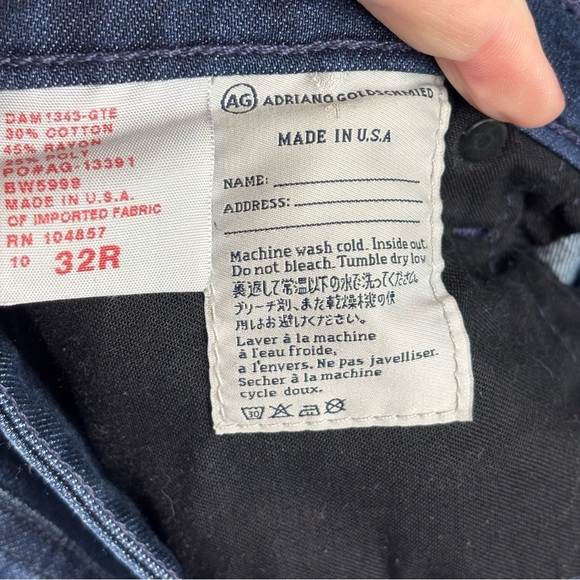 DAM1343-GTE
30% COTTON
45% RAYON
25% POLY
PO#AG-13391
BW5999
MADE IN U.S.A.
OF IMPORTED FABRIC
RN 104857
10 32R
AG ADRIANO GOLDSCHMIED
MADE IN U.S.A
NAME:
ADDRESS:
Machine wash cold. Inside out.
Do not bleach. Tumble dry low
裏返して常温以下の水で洗ってください。
ブリーチ剤、また乾燥機の使
用はお避けください。
Laver à la machine
à l'eau froide,
a l'envers. Ne pas javelliser.
Secher à la machine
cycle doux.
30